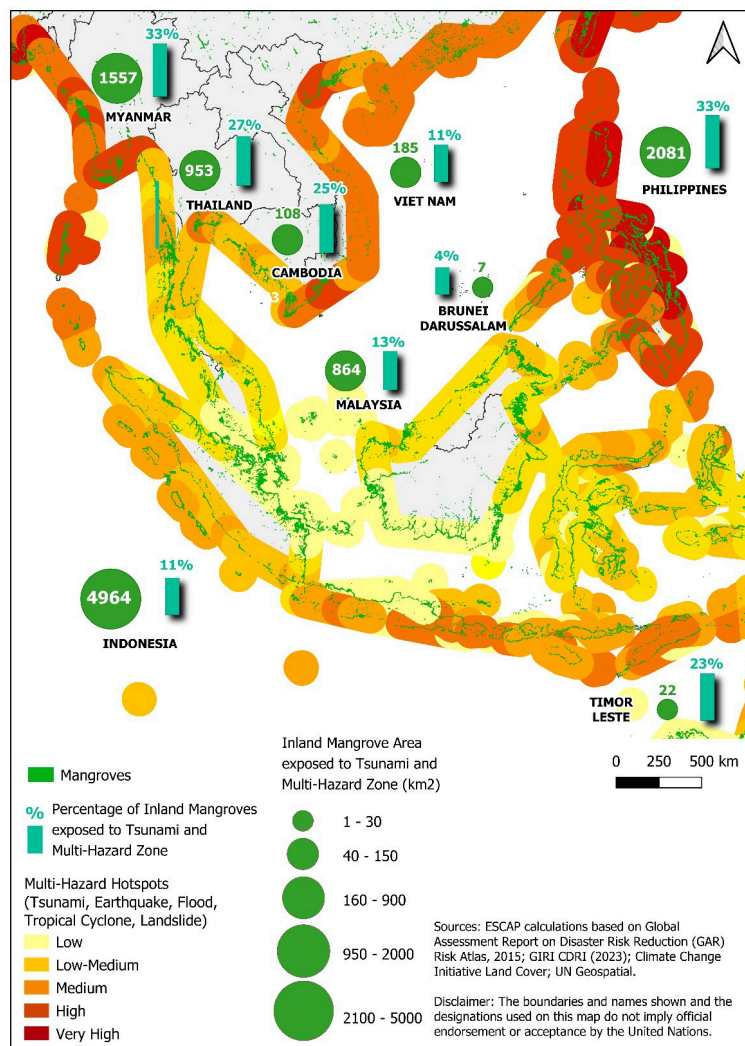 33%
1557
MYANMAR
27%
953
THAILAND
25%
108
CAMBODIA
3
185
11%
VIET NAM
33%
2081
PHILIPPINES
4%
7
BRUNEI
DARUSSALAM
13%
864
MALAYSIA
11%
4964
INDONESIA
23%
22
TIMOR
LESTE
0 250 500 km
Mangroves
% Percentage of Inland Mangroves
exposed to Tsunami and
Multi-Hazard Zone
Multi-Hazard Hotspots
(Tsunami, Earthquake, Flood,
Tropical Cyclone, Landslide)
Low
Low-Medium
Medium
High
Very High
Inland Mangrove Area
exposed to Tsunami and
Multi-Hazard Zone (km2)
1 - 30
40 - 150
160 - 900
950 - 2000
2100 - 5000
Sources: ESCAP calculations based on Global
Assessment Report on Disaster Risk Reduction (GAR)
Risk Atlas, 2015; GIRI CDRI (2023); Climate Change
Initiative Land Cover; UN Geospatial.
Disclaimer: The boundaries and names shown and the
designations used on this map do not imply official
endorsement or acceptance by the United Nations.